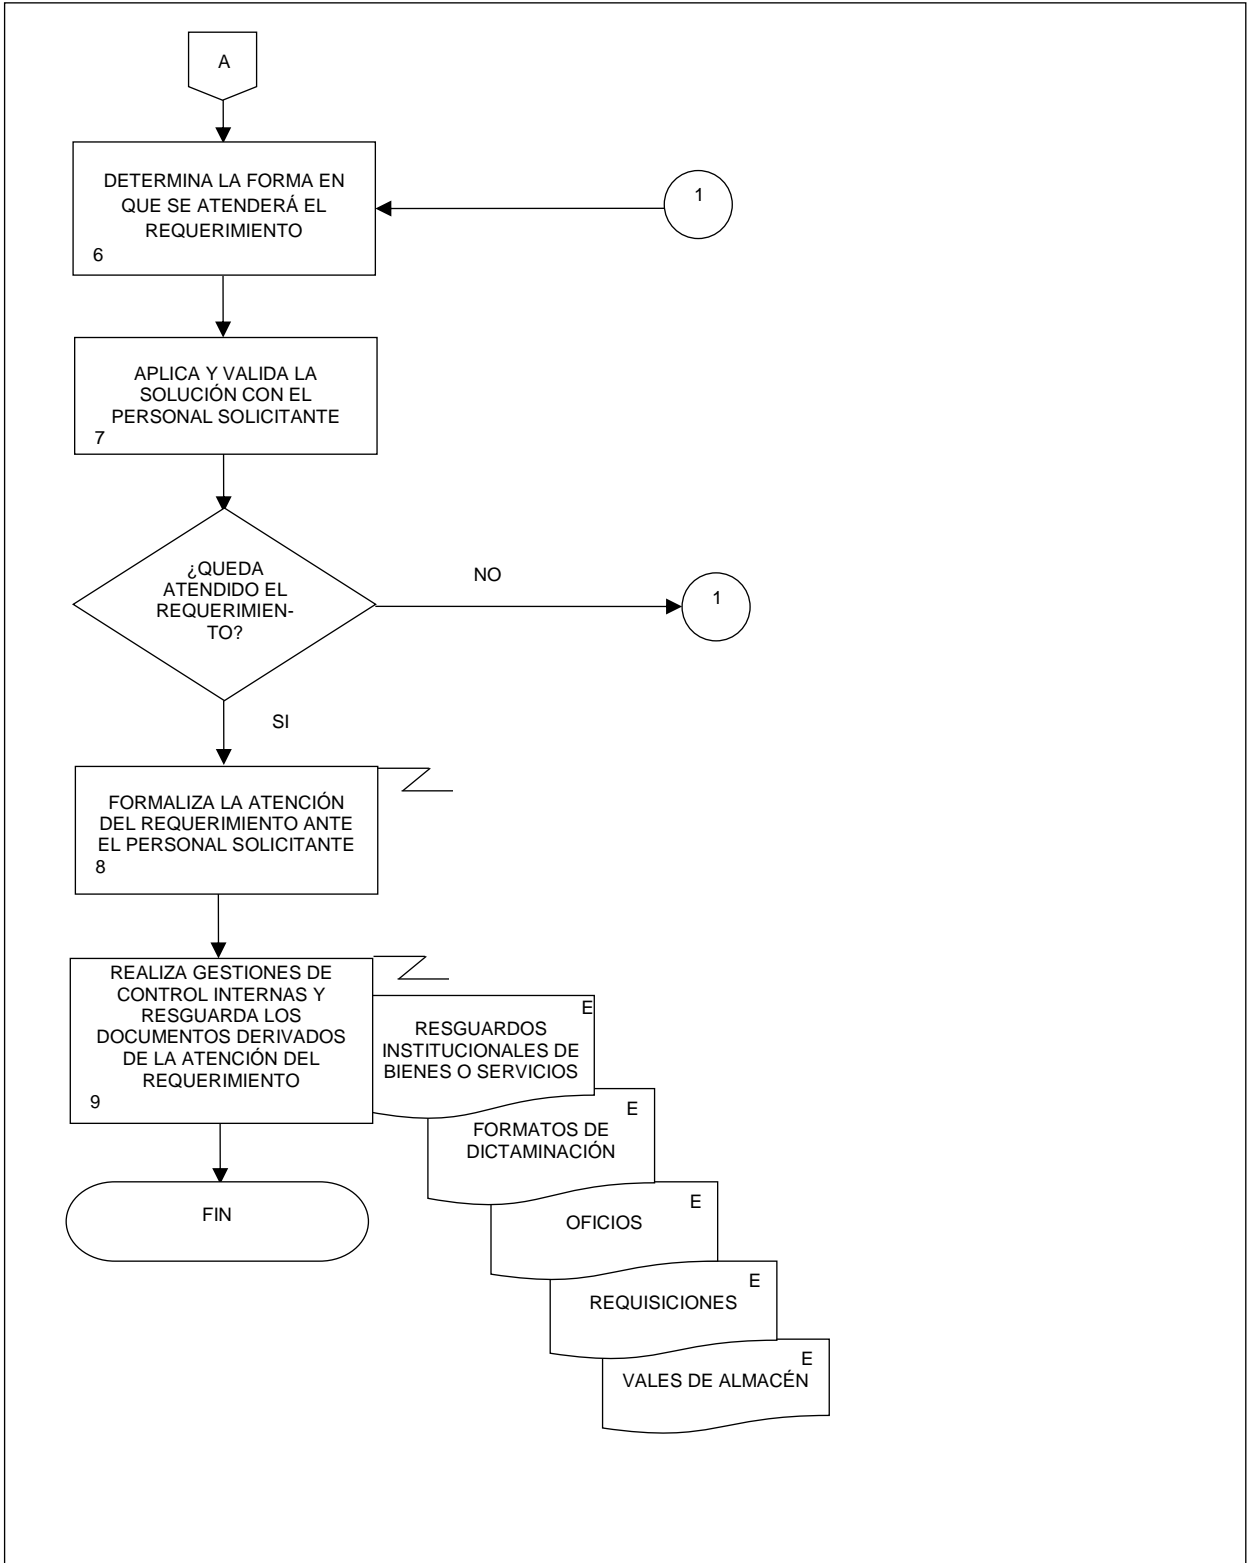 A
DETERMINA LA FORMA EN
QUE SE ATENDERÁ EL
REQUERIMIENTO
6
1
APLICA Y VALIDA LA
SOLUCIÓN CON EL
PERSONAL SOLICITANTE
7
¿QUEDA
ATENDIDO EL
REQUERIMIEN-
TO?
NO
1
SI
FORMALIZA LA ATENCIÓN
DEL REQUERIMIENTO ANTE
EL PERSONAL SOLICITANTE
8
REALIZA GESTIONES DE
CONTROL INTERNAS Y
RESGUARDA LOS
DOCUMENTOS DERIVADOS
DE LA ATENCIÓN DEL
REQUERIMIENTO
9
E
RESGUARDOS
INSTITUCIONALES DE
BIENES O SERVICIOS
E
FORMATOS DE
DICTAMINACIÓN
E
OFICIOS
E
REQUISICIONES
E
VALES DE ALMACÉN
FIN